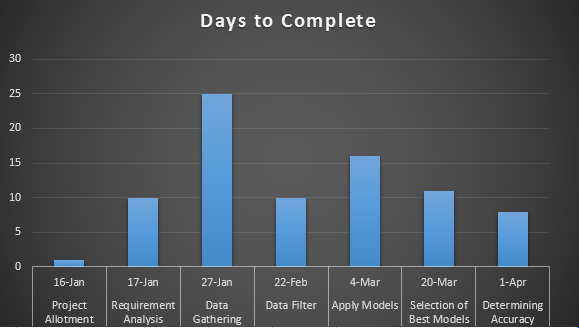 Days to Complete
30
25
20
15
10
5
0
16-Jan 17-Jan 27-Jan 22-Feb 4-Mar 20-Mar 1-Apr
Project Requirement Data Data Filter Apply Models Selection of Determining
Allotment Analysis Gathering Best Models Accuracy